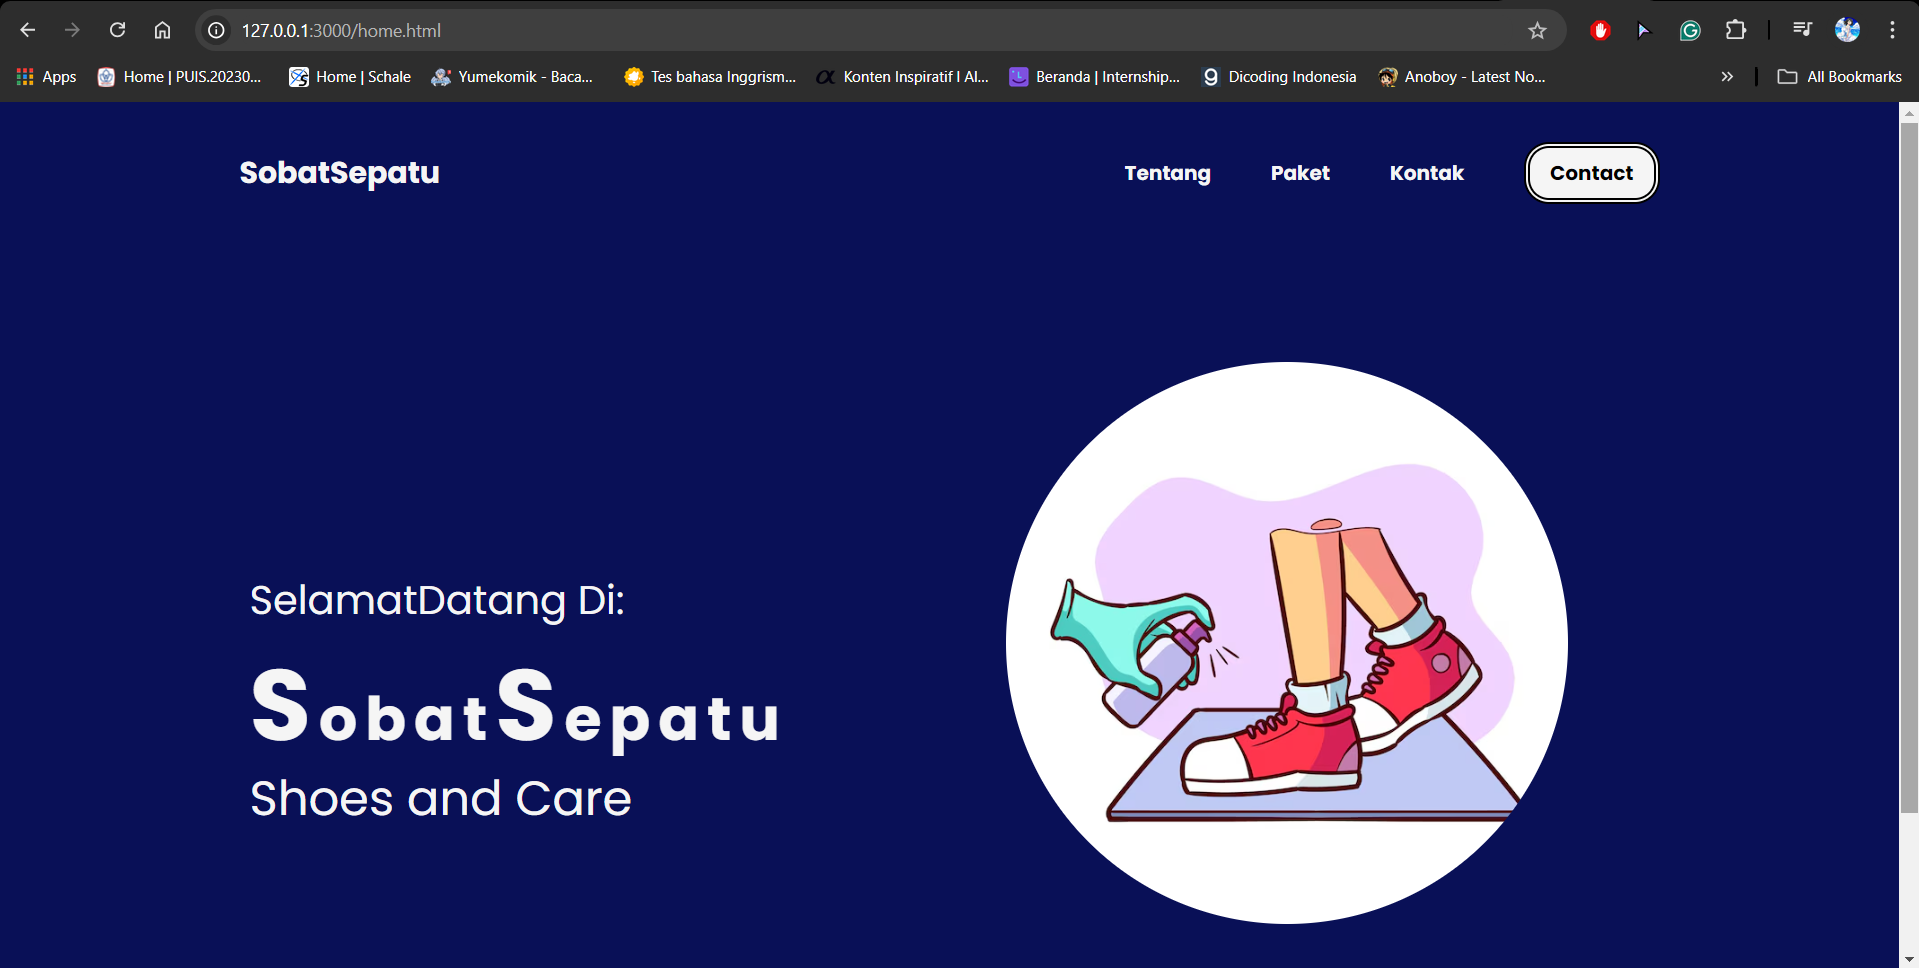 127.0.0.1:3000/home.html
Apps
Home | PUIS.20230...
Home | Schale
Yumekomik - Baca...
Tes bahasa Inggrism...
Konten Inspiratif I AI...
Beranda | Internship...
Dicoding Indonesia
Anoboy - Latest No...
All Bookmarks
SobatSepatu
Tentang
Paket
Kontak
Contact
SelamatDatang Di:
SobatSepatu
Shoes and Care